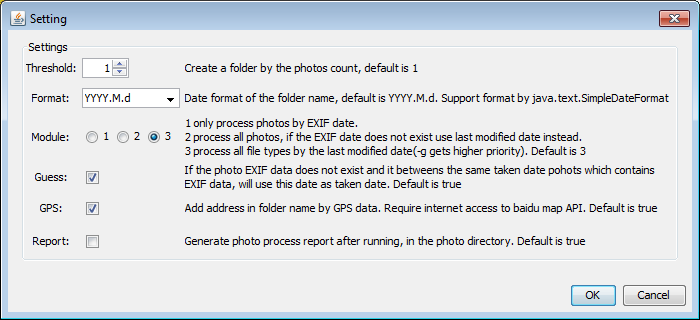 Setting
Settings
Threshold: 1 Create a folder by the photos count, default is 1
Format: YYYY.M.d Date format of the folder name, default is YYYY.M.d. Support format by java.text.SimpleDateFormat
1 only process photos by EXIF date.
Module: 1 2 3 2 process all photos, if the EXIF date does not exist use last modified date instead.
3 process all file types by the last modified date(-g gets higher priority). Default is 3
Guess: If the photo EXIF data does not exist and it betweens the same taken date pohots which contains
EXIF data, will use this date as taken date. Default is true
GPS: Add address in folder name by GPS data. Require internet access to baidu map API. Default is true
Report: Generate photo process report after running, in the photo directory. Default is true
OK Cancel